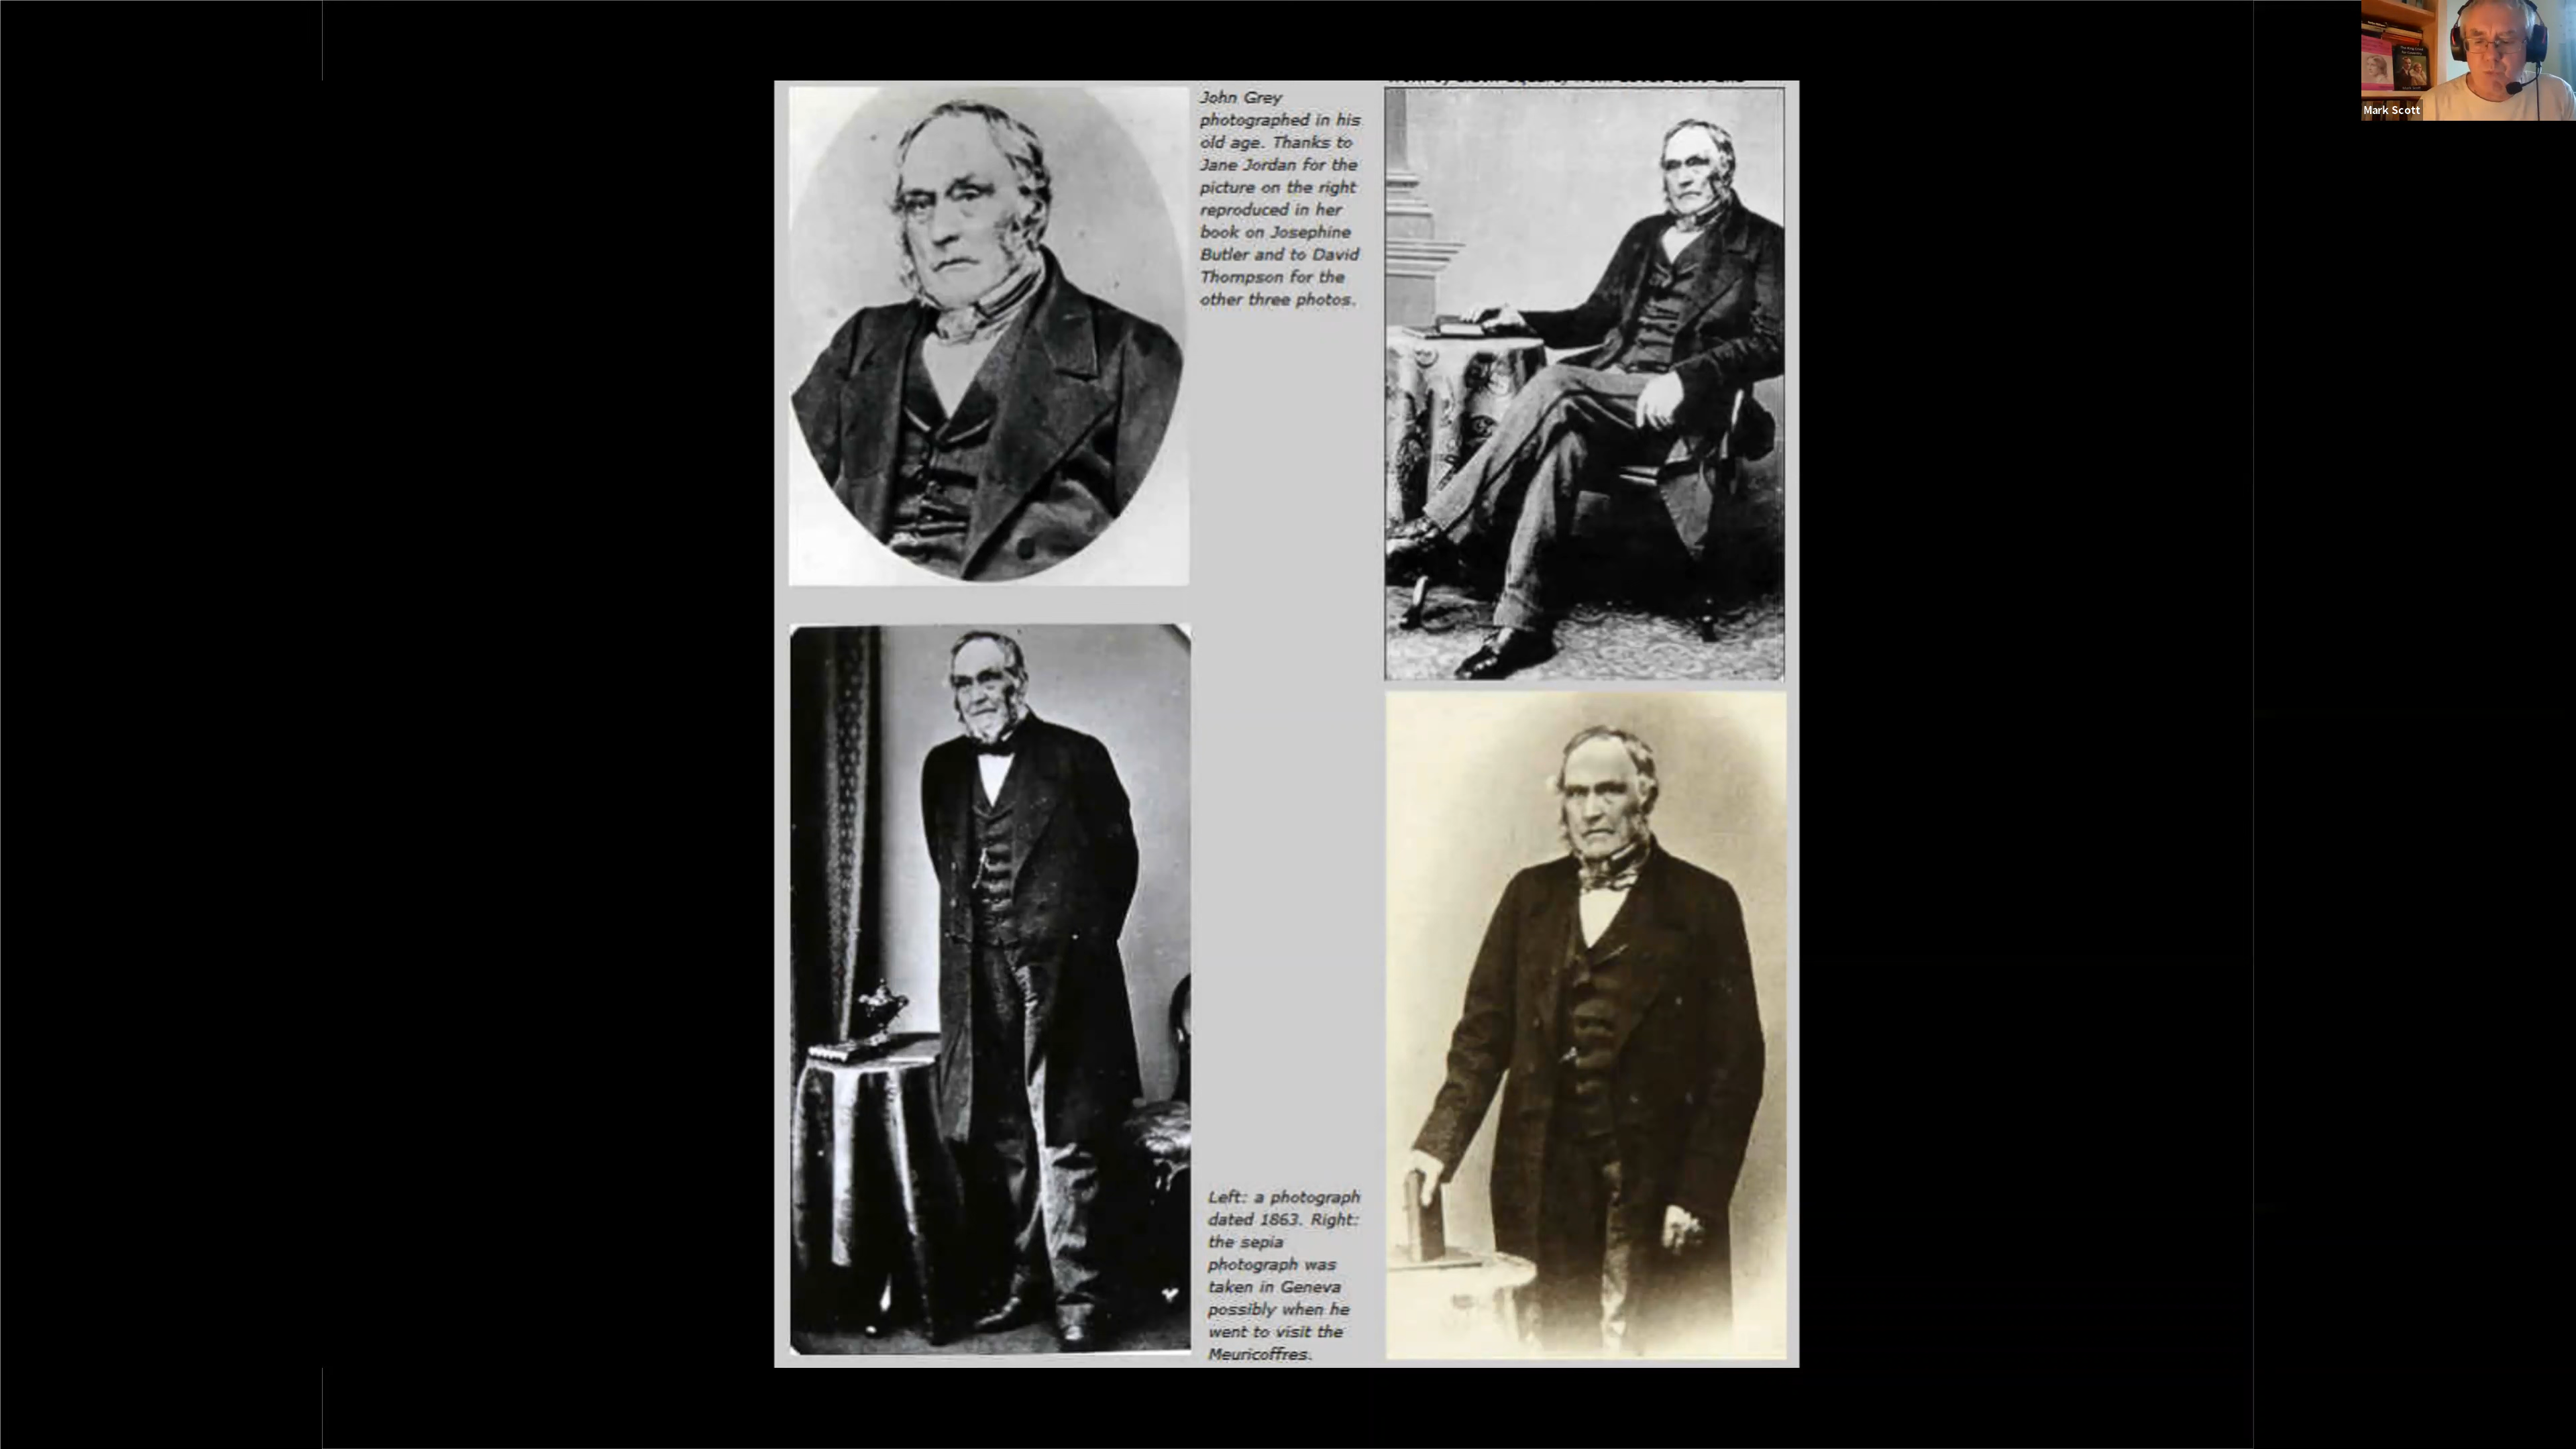 John Grey
photographed in his
old age. Thanks to
Jane Jordan for the
picture on the right
reproduced in her
book on Josephine
Butler and to David
Thompson for the
other three photos.
Left: a photograph
dated 1863. Right:
the sepia
photograph was
taken in Geneva
possibly when he
went to visit the
Meuricoffres.
Mark Scott